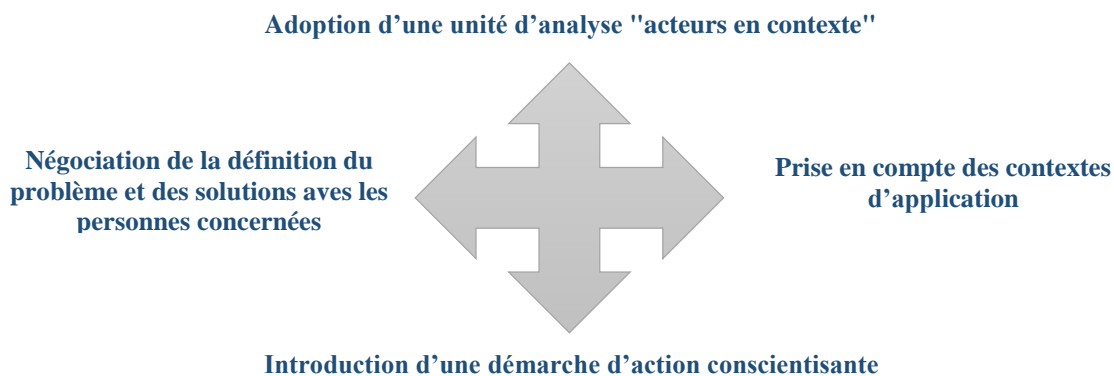 Adoption d’une unité d’analyse "acteurs en contexte"
Négociation de la définition du
problème et des solutions aves les
personnes concernées
Prise en compte des contextes
d’application
Introduction d’une démarche d’action conscientisante